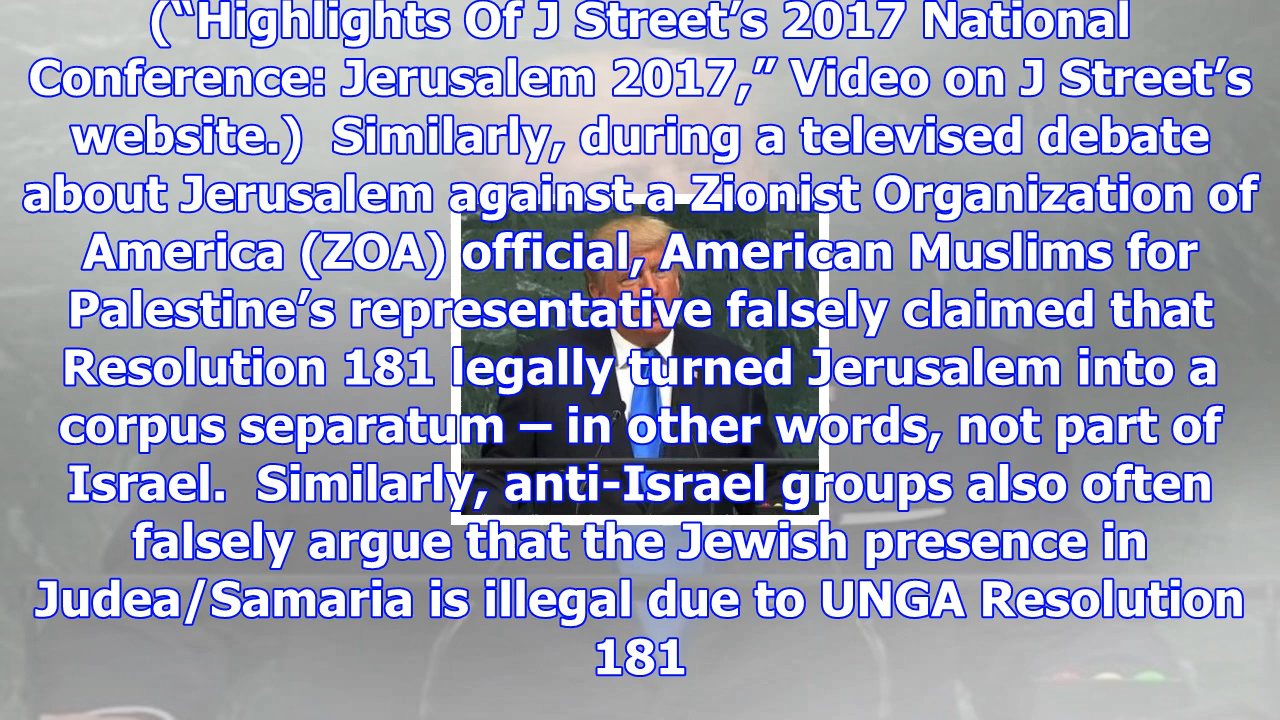 (“Highlights Of J Street’s 2017 National
Conference: Jerusalem 2017,” Video on J Street’s
website.)  Similarly, during a televised debate
about Jerusalem against a Zionist Organization of
America (ZOA) official, American Muslims for
Palestine’s representative falsely claimed that
Resolution 181 legally turned Jerusalem into a
corpus separatum – in other words, not part of
Israel.  Similarly, anti-Israel groups also often
falsely argue that the Jewish presence in
Judea/Samaria is illegal due to UNGA Resolution
181